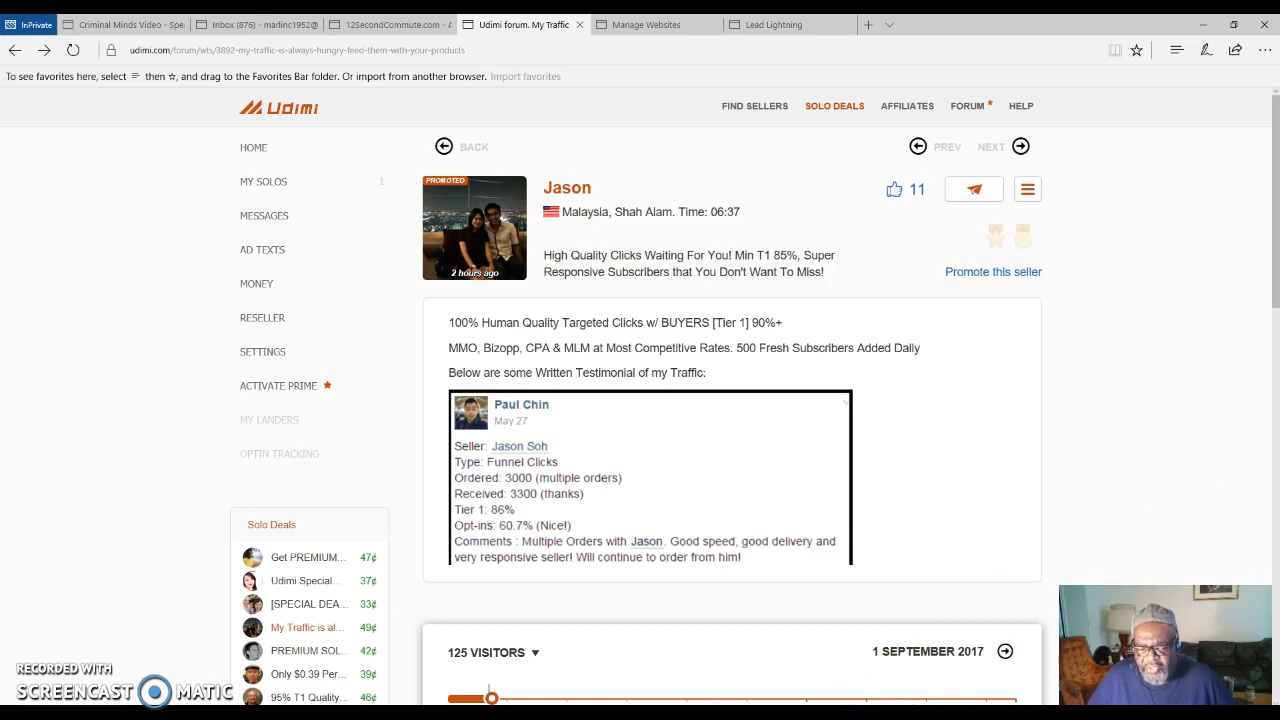 InPrivate
Criminal Minds Video - Spe
Inbox (876) - marlinc1952@
12SecondCommute.com - A
Udimi forum. My Traffic
Manage Websites
Lead Lightning
udimi.com/forum/wts/3892-my-traffic-is-always-hungry-feed-them-with-your-products
To see favorites here, select then ☆, and drag to the Favorites Bar folder. Or import from another browser. Import favorites
Udimi
FIND SELLERS SOLO DEALS AFFILIATES FORUM * HELP
HOME
MY SOLOS 1
MESSAGES
AD TEXTS
MONEY
RESELLER
SETTINGS
ACTIVATE PRIME ★
MY LANDERS
OPTIN TRACKING
Solo Deals
Get PREMIUM... 47¢
Udimi Special... 37¢
[SPECIAL DEA... 33¢
My Traffic is al... 49¢
PREMIUM SOL... 42¢
Only $0.39 Per... 39¢
95% T1 Quality... 46¢
BACK
PREV NEXT
PROMOTED
2 hours ago
Jason
11
Malaysia, Shah Alam. Time: 06:37
High Quality Clicks Waiting For You! Min T1 85%, Super
Responsive Subscribers that You Don't Want To Miss!
Promote this seller
100% Human Quality Targeted Clicks w/ BUYERS [Tier 1] 90%+
MMO, Bizopp, CPA & MLM at Most Competitive Rates. 500 Fresh Subscribers Added Daily
Below are some Written Testimonial of my Traffic:
Paul Chin
May 27
Seller: Jason Soh
Type: Funnel Clicks
Ordered: 3000 (multiple orders)
Received: 3300 (thanks)
Tier 1: 86%
Opt-ins: 60.7% (Nice!)
Comments : Multiple Orders with Jason. Good speed, good delivery and
very responsive seller! Will continue to order from him!
125 VISITORS ▼
1 SEPTEMBER 2017
RECORDED WITH
SCREENCAST MATIC